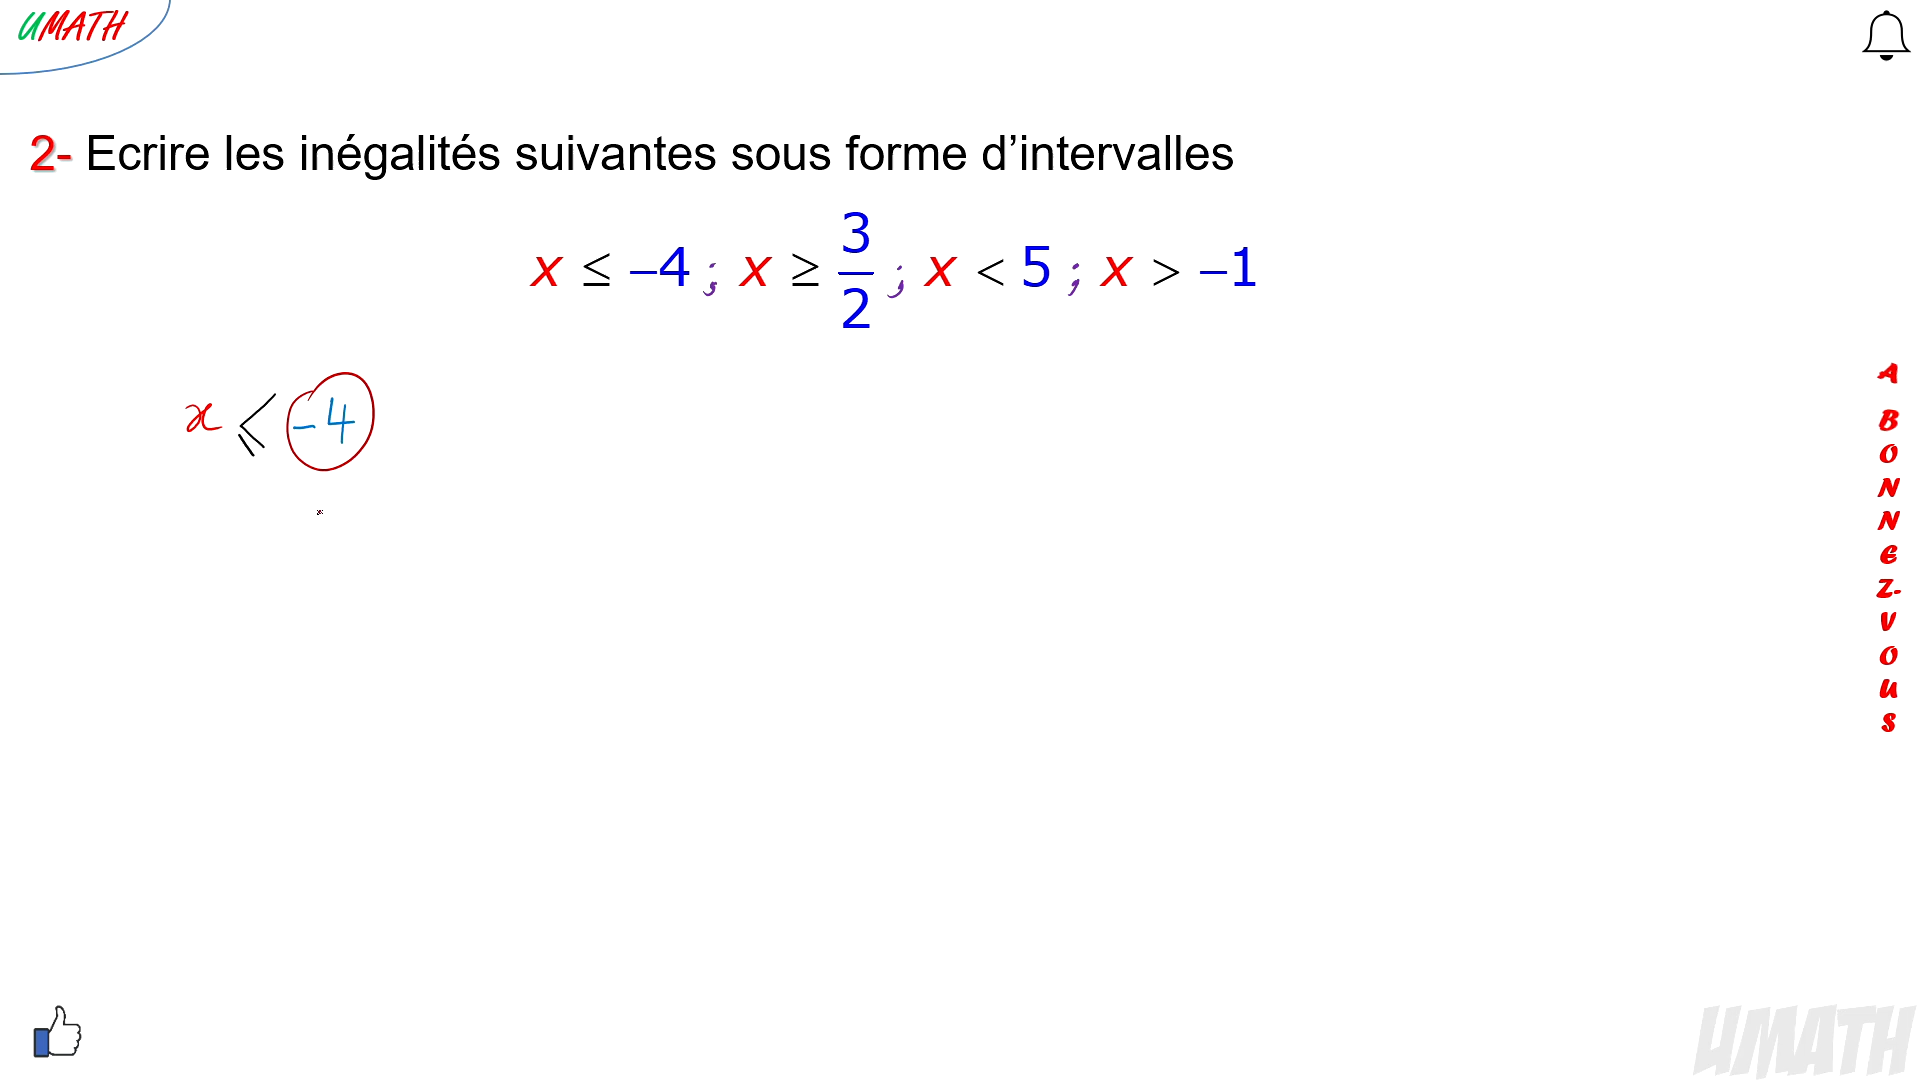 UMATH
2- Ecrire les inégalités suivantes sous forme d’intervalles
x ≤ −4 ; x ≥ 3/2 ; x < 5 ; x > −1
x ⩽ -4
A
B
O
N
N
E
Z-
V
O
U
S
UMATH